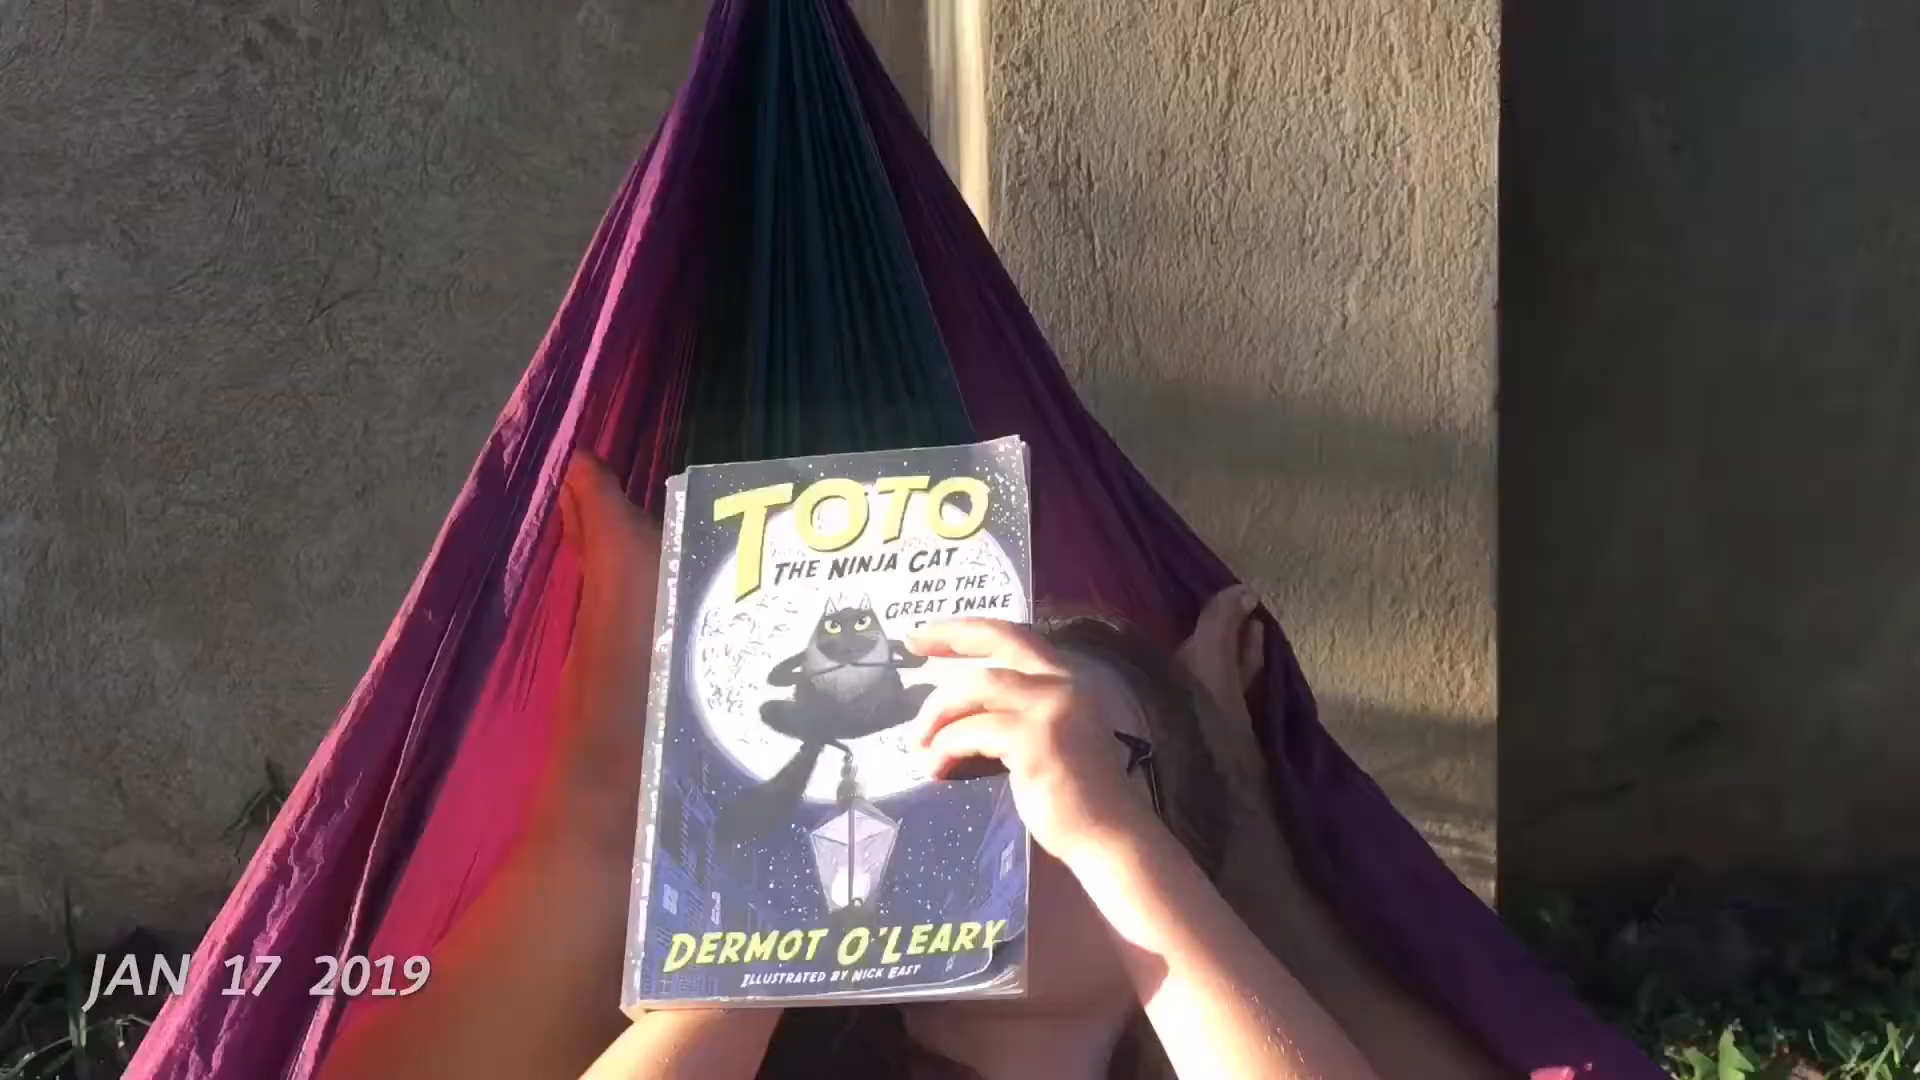 TOTO
THE NINJA CAT
AND THE
GREAT SNAKE
DERMOT O'LEARY
ILLUSTRATED BY NICK EAST
JAN 17 2019